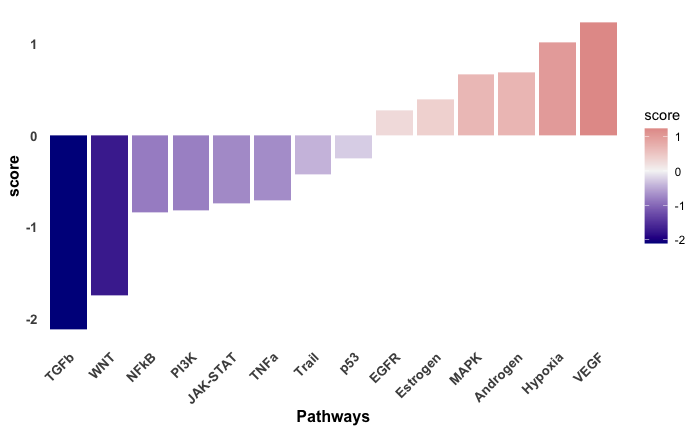 score
1
0
-1
-2
TGFb
WNT
NFkB
PI3K
JAK-STAT
TNFa
Trail
p53
EGFR
Estrogen
MAPK
Androgen
Hypoxia
VEGF
Pathways
score
1
0
-1
-2